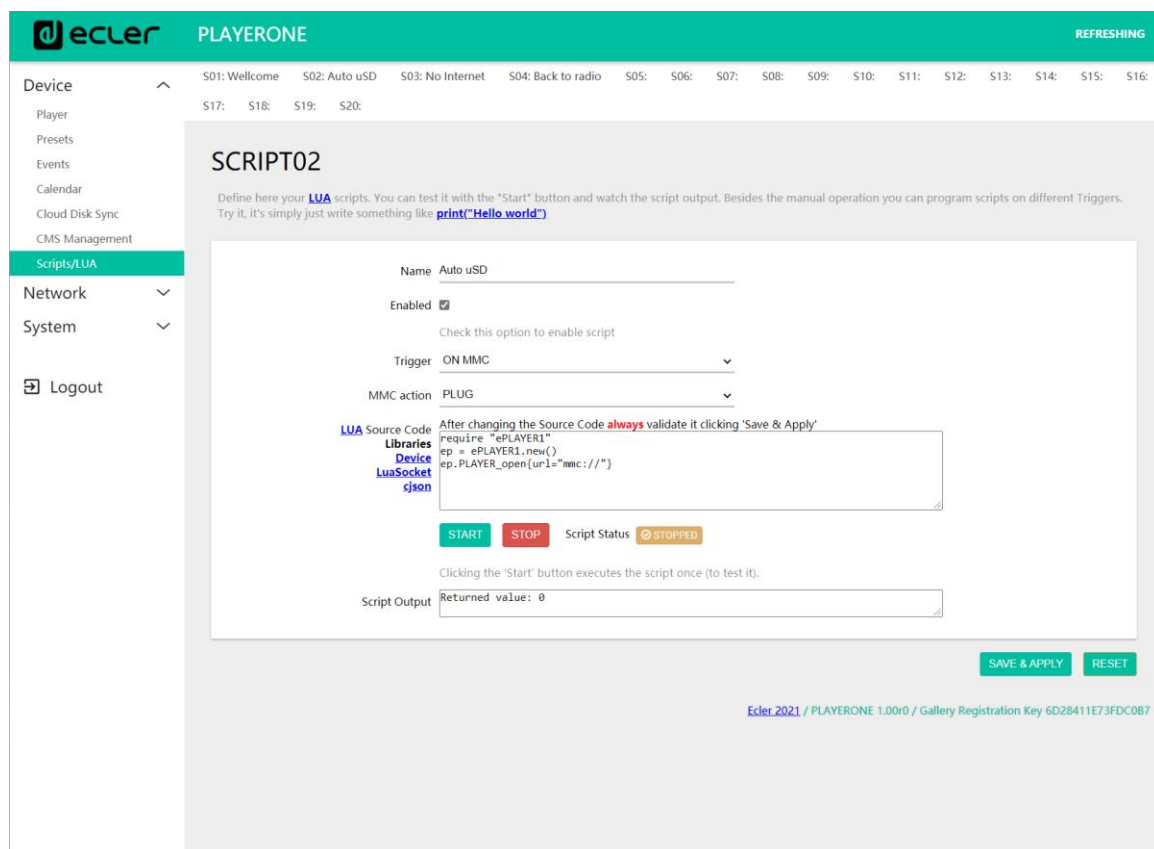 ecler
PLAYERONE
REFRESHING
Device
Player
Presets
Events
Calendar
Cloud Disk Sync
CMS Management
Scripts/LUA
Network
System
Logout
S01: Wellcome S02: Auto uSD S03: No Internet S04: Back to radio S05: S06: S07: S08: S09: S10: S11: S12: S13: S14: S15: S16:
S17: S18: S19: S20:
SCRIPT02
Define here your LUA scripts. You can test it with the "Start" button and watch the script output. Besides the manual operation you can program scripts on different Triggers.
Try it, it's simply just write something like print("Hello world")
Name Auto uSD
Enabled
Check this option to enable script
Trigger ON MMC
MMC action PLUG
After changing the Source Code always validate it clicking 'Save & Apply'
LUA Source Code
Libraries
Device
LuaSocket
cjson
require "ePLAYER1"
ep = ePLAYER1.new()
ep.PLAYER_open{url="mmc://"}
START STOP Script Status STOPPED
Clicking the 'Start' button executes the script once (to test it).
Script Output Returned value: 0
SAVE & APPLY RESET
Ecler 2021 / PLAYERONE 1.00r0 / Gallery Registration Key 6D28411E73FDC0B7